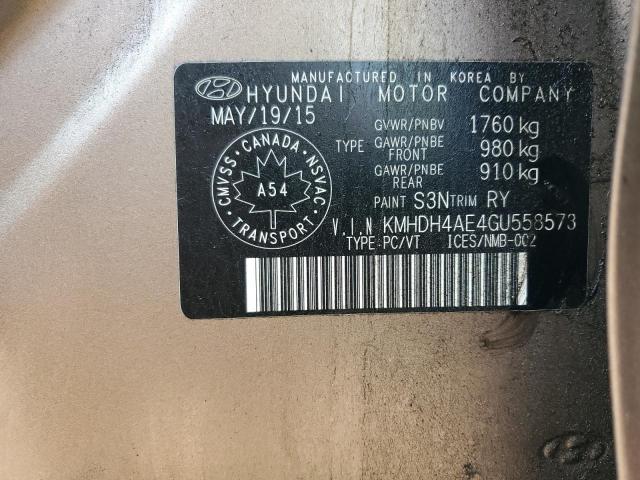 MANUFACTURED IN KOREA BY
HYUNDAI MOTOR COMPANY
MAY/19/15
GVWR/PNBV 1760 kg
TYPE GAWR/PNBE FRONT 980 kg
GAWR/PNBE REAR 910 kg
PAINT S3N TRIM RY
V.I.N KMHDH4AE4GU558573
TYPE:PC/VT ICES/NMB-002
CANADA
CMVSS NSVAC
A54
TRANSPORT